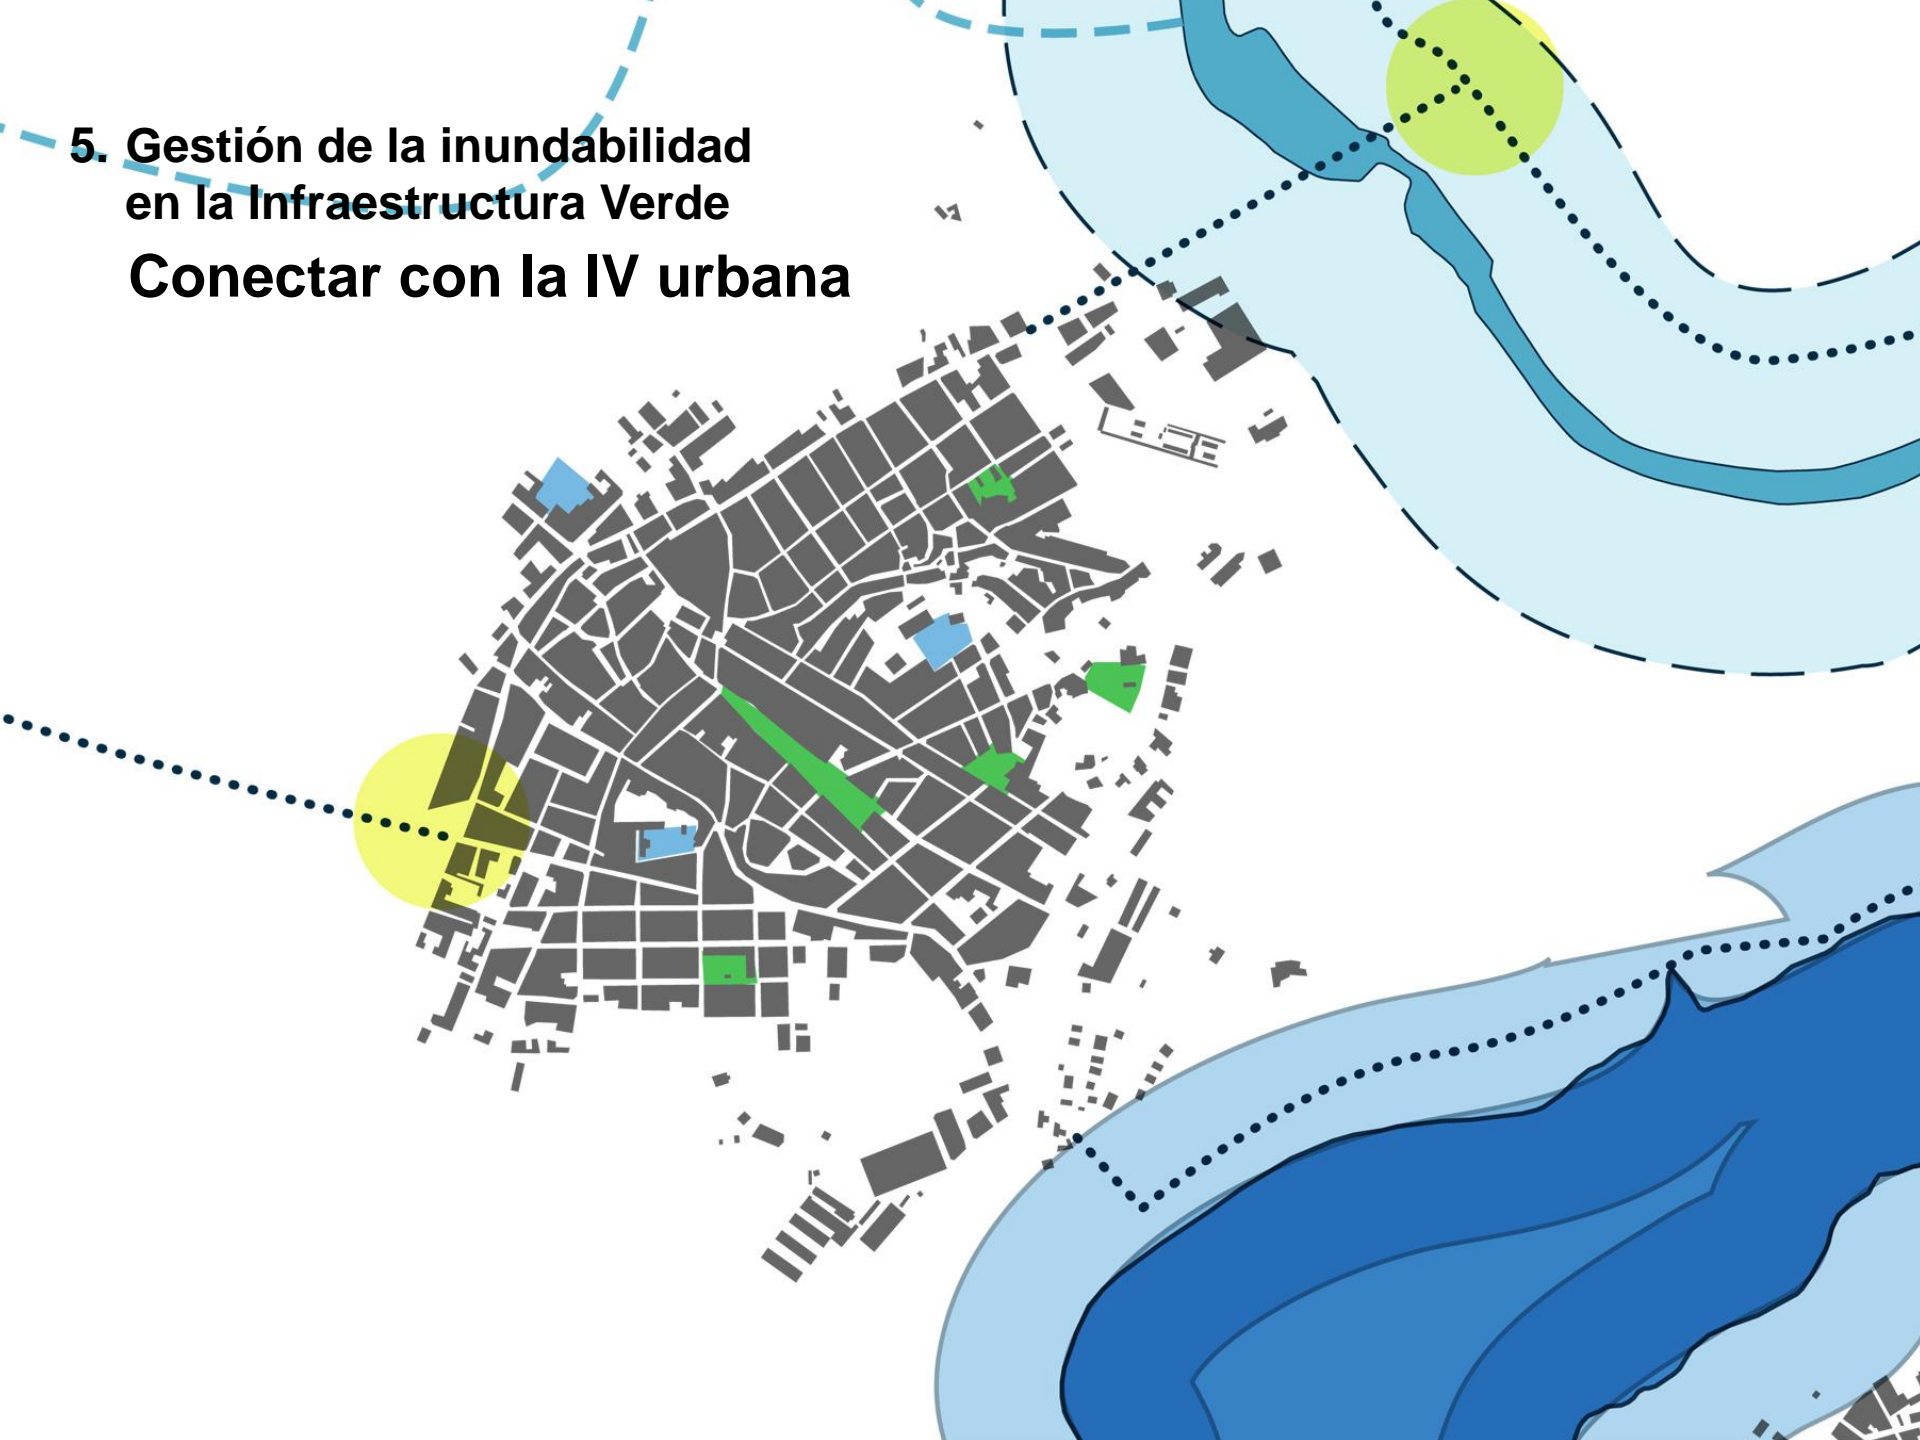 5. Gestión de la inundabilidad
en la Infraestructura Verde
Conectar con la IV urbana